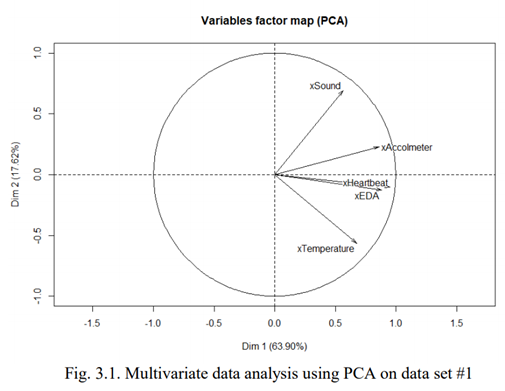 Variables factor map (PCA)
1.0
xSound
0.5
xAccolmeter
Dim 2 (17.62%)
0.0
xHeartbeat
xEDA
-0.5
xTemperature
-1.0
-1.5 -1.0 -0.5 0.0 0.5 1.0 1.5
Dim 1 (63.90%)
Fig. 3.1. Multivariate data analysis using PCA on data set #1